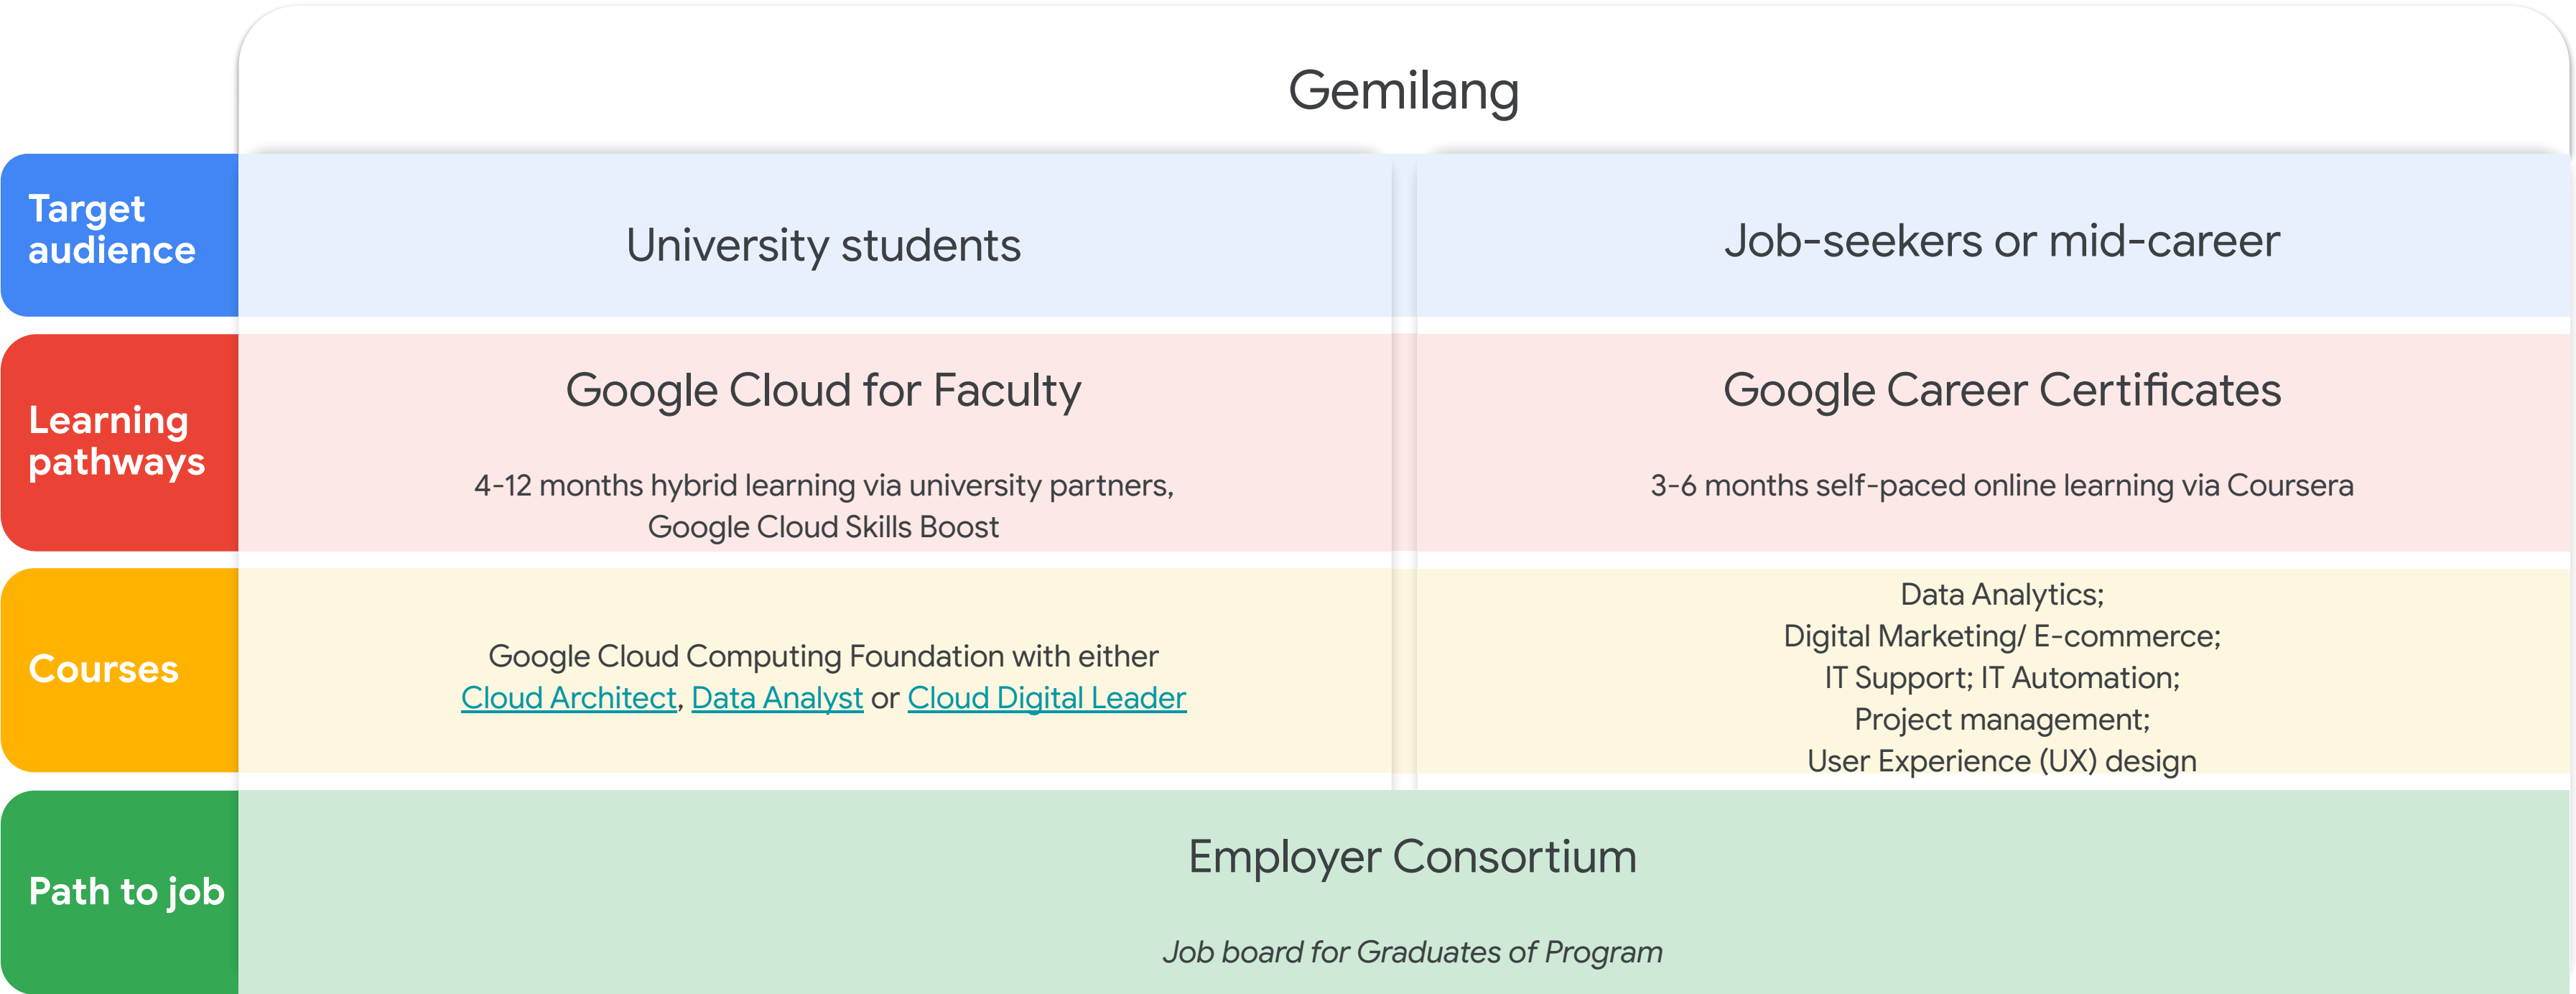 Gemilang
Target
audience
University students
Job-seekers or mid-career
Learning
pathways
Google Cloud for Faculty
4-12 months hybrid learning via university partners,
Google Cloud Skills Boost
Google Career Certificates
3-6 months self-paced online learning via Coursera
Courses
Google Cloud Computing Foundation with either
Cloud Architect, Data Analyst or Cloud Digital Leader
Data Analytics;
Digital Marketing/ E-commerce;
IT Support; IT Automation;
Project management;
User Experience (UX) design
Path to job
Employer Consortium
Job board for Graduates of Program